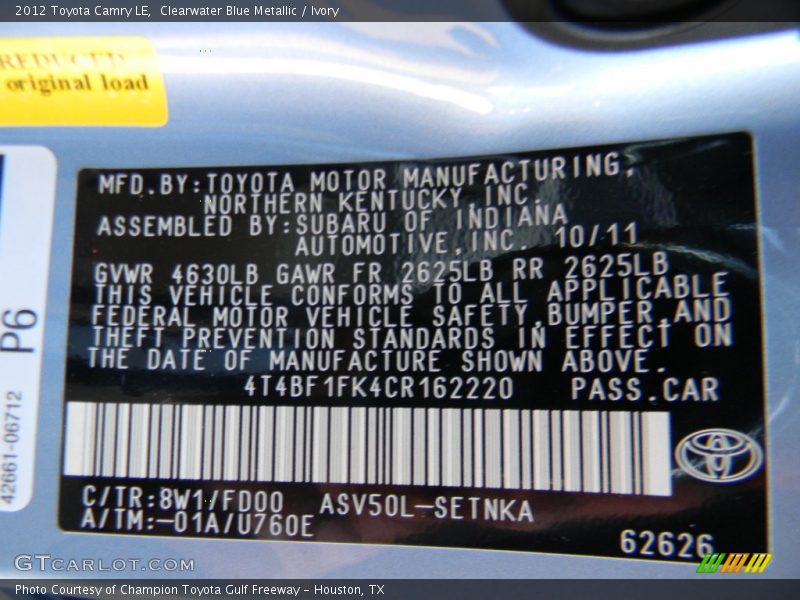 2012 Toyota Camry LE,  Clearwater Blue Metallic / Ivory
REDUCED
original load
MFD.BY:TOYOTA MOTOR MANUFACTURING,
NORTHERN KENTUCKY,INC.
ASSEMBLED BY:SUBARU OF INDIANA
AUTOMOTIVE,INC. 10/11
GVWR 4630LB GAWR FR 2625LB RR 2625LB
THIS VEHICLE CONFORMS TO ALL APPLICABLE
FEDERAL MOTOR VEHICLE SAFETY,BUMPER,AND
THEFT PREVENTION STANDARDS IN EFFECT ON
THE DATE OF MANUFACTURE SHOWN ABOVE.
4T4BF1FK4CR162220 PASS.CAR
C/TR:8W1/FD00 ASV50L-SETNKA
A/TM:-01A/U760E
62626
P6
42661-06712
GTCARLOT.COM
Photo Courtesy of Champion Toyota Gulf Freeway - Houston, TX